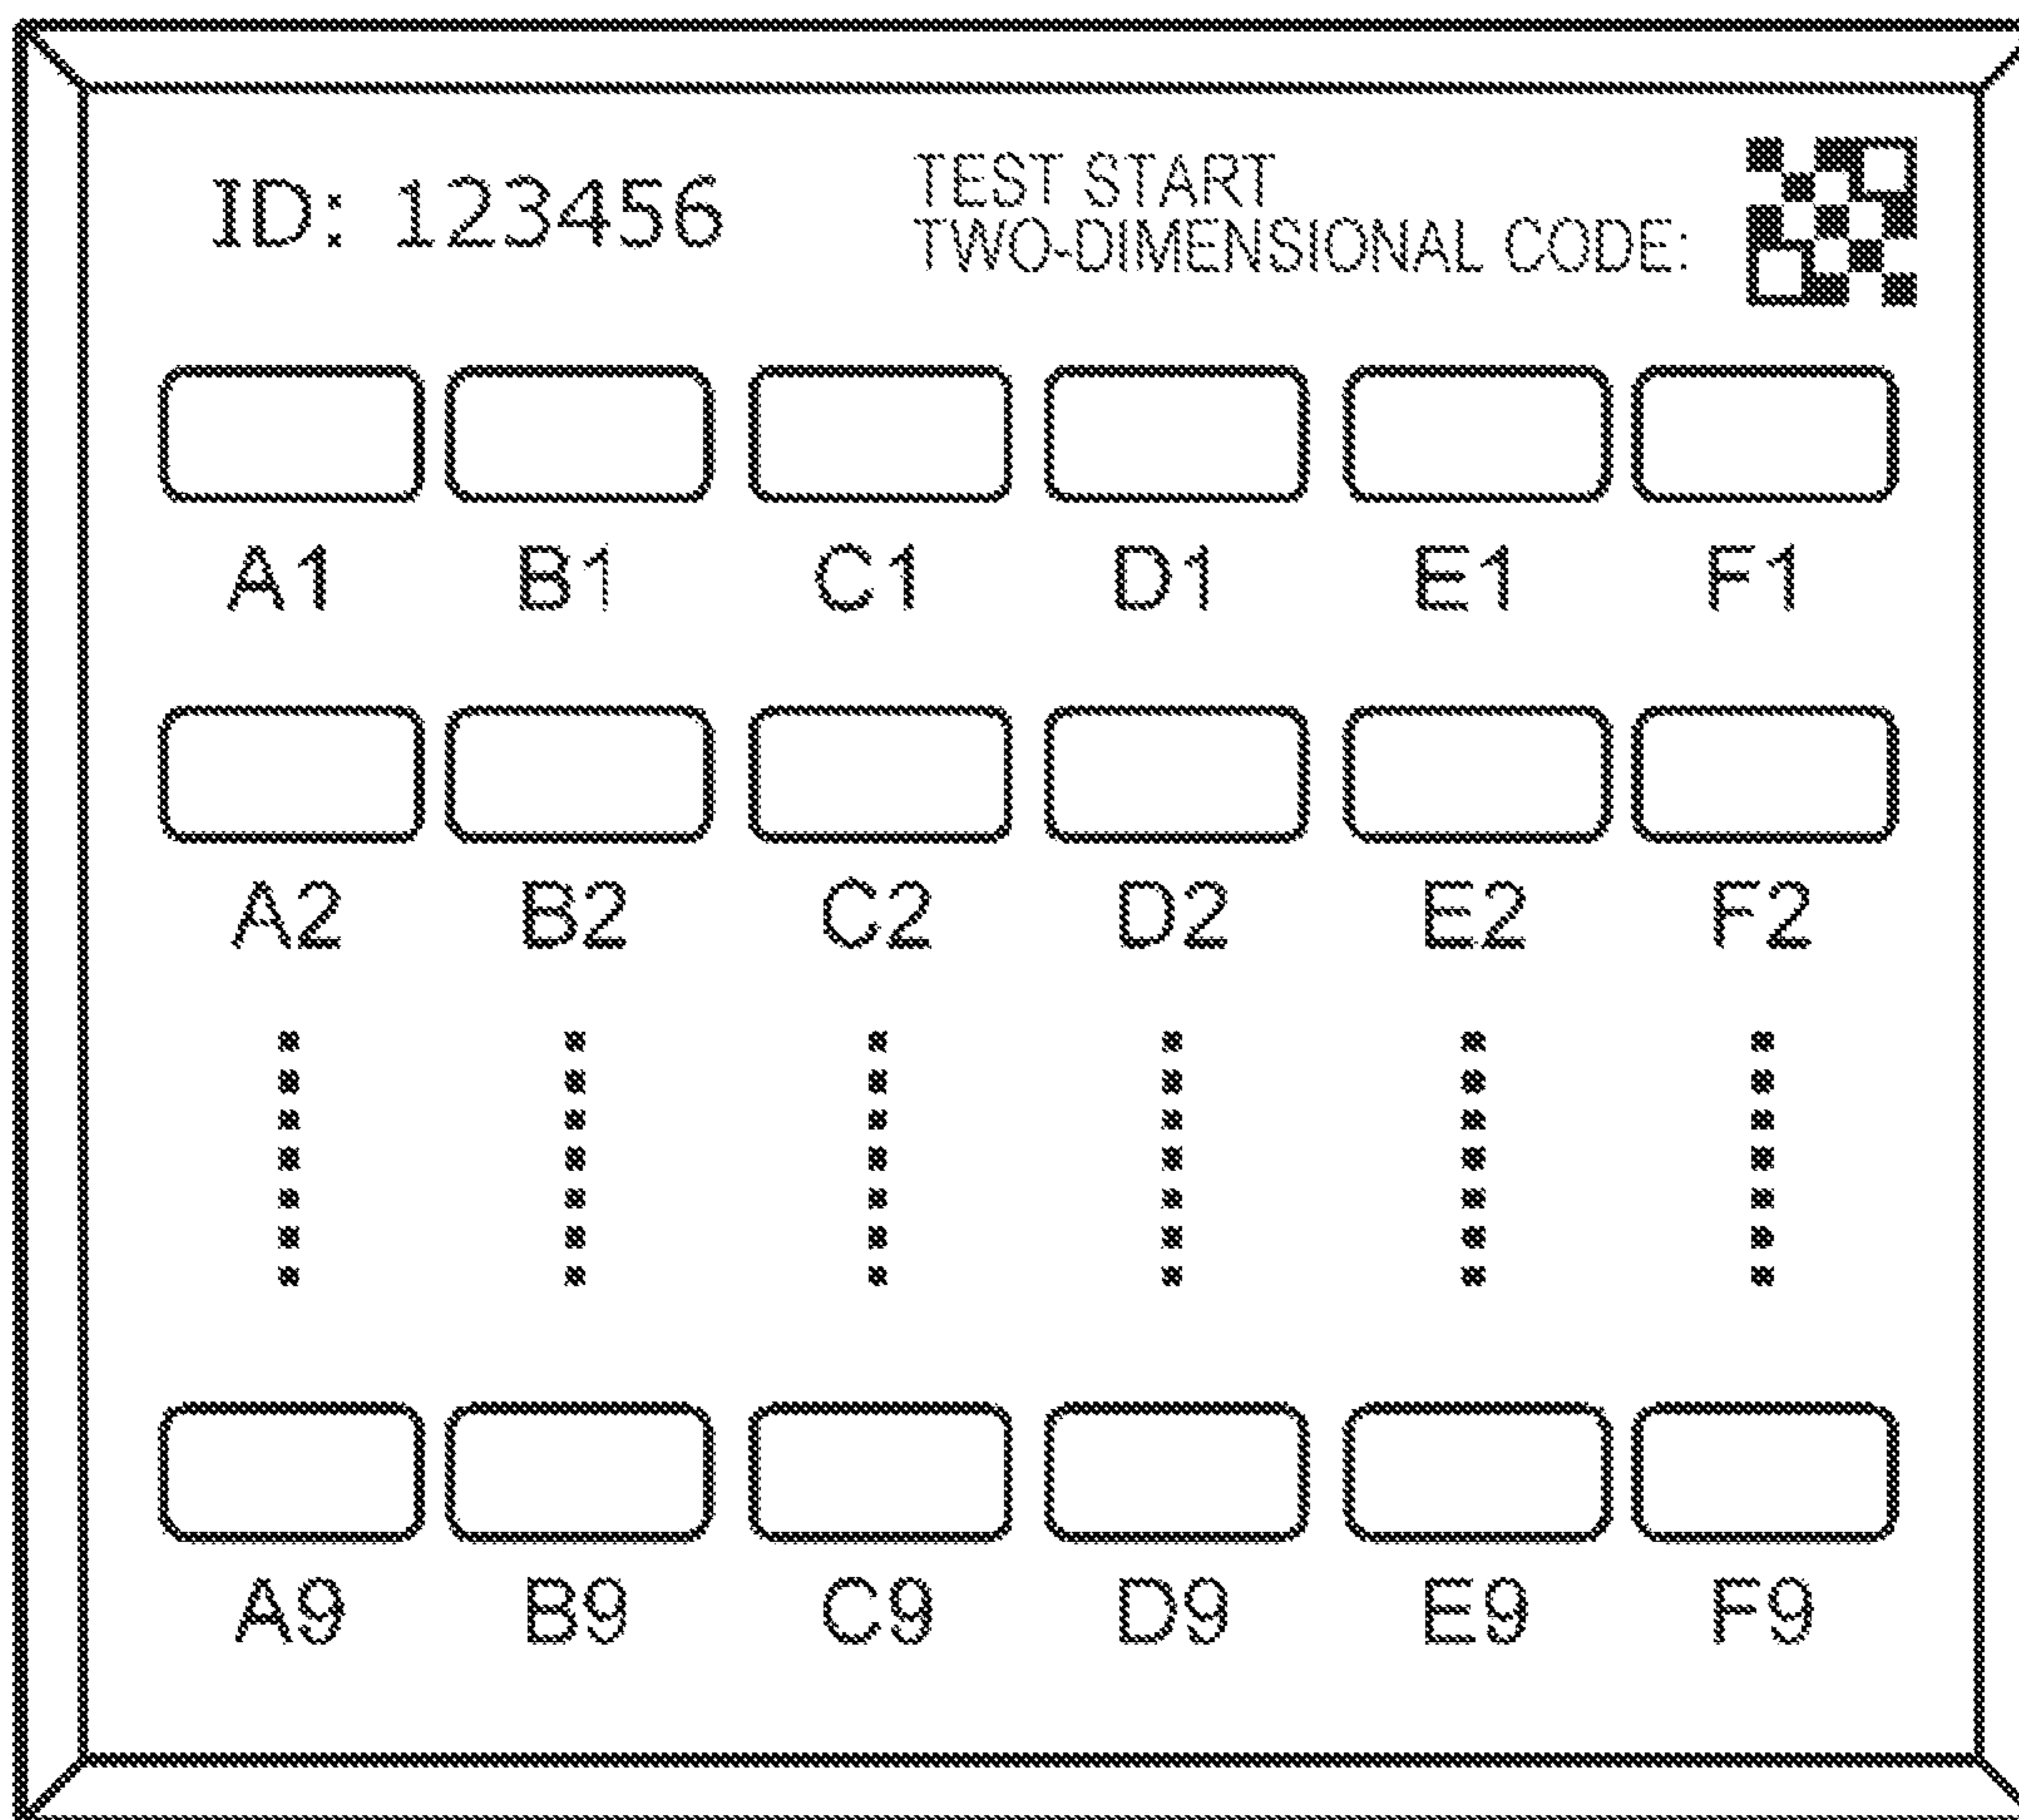 ID: 123456
TEST START
TWO-DIMENSIONAL CODE:
A1 B1 C1 D1 E1 F1
A2 B2 C2 D2 E2 F2
A9 B9 C9 D9 E9 F9